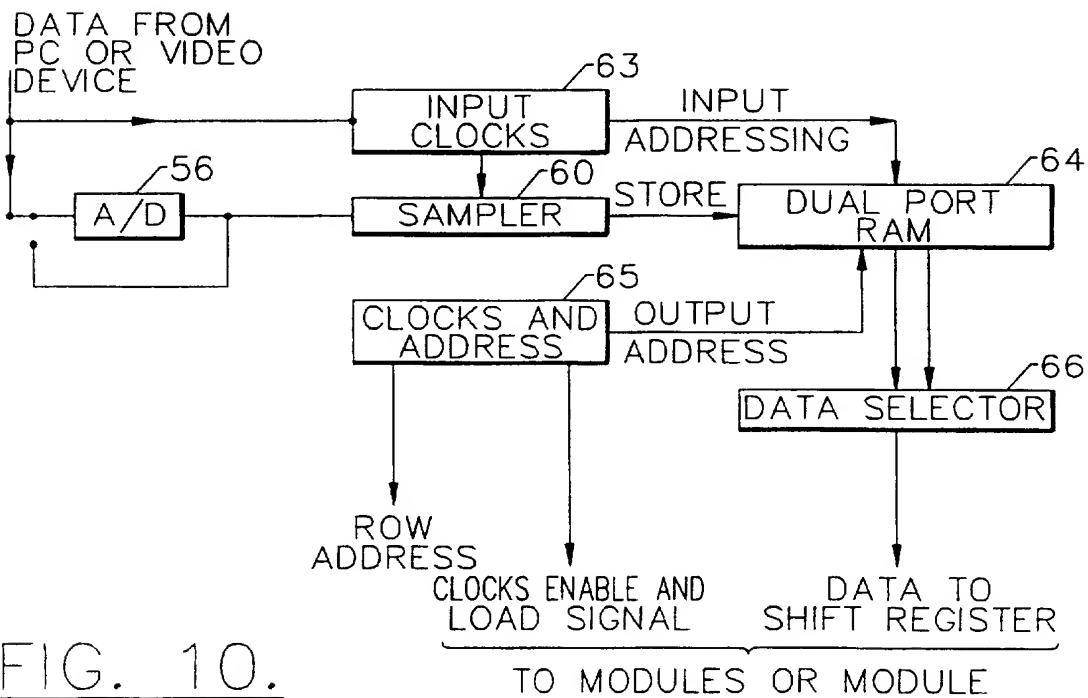 DATA FROM
PC OR VIDEO
DEVICE
63
INPUT
CLOCKS
INPUT
ADDRESSING
56
A/D
60
SAMPLER
STORE
64
DUAL PORT
RAM
65
CLOCKS AND
ADDRESS
OUTPUT
ADDRESS
66
DATA SELECTOR
ROW
ADDRESS
CLOCKS ENABLE AND
LOAD SIGNAL
DATA TO
SHIFT REGISTER
TO MODULES OR MODULE
FIG. 10.